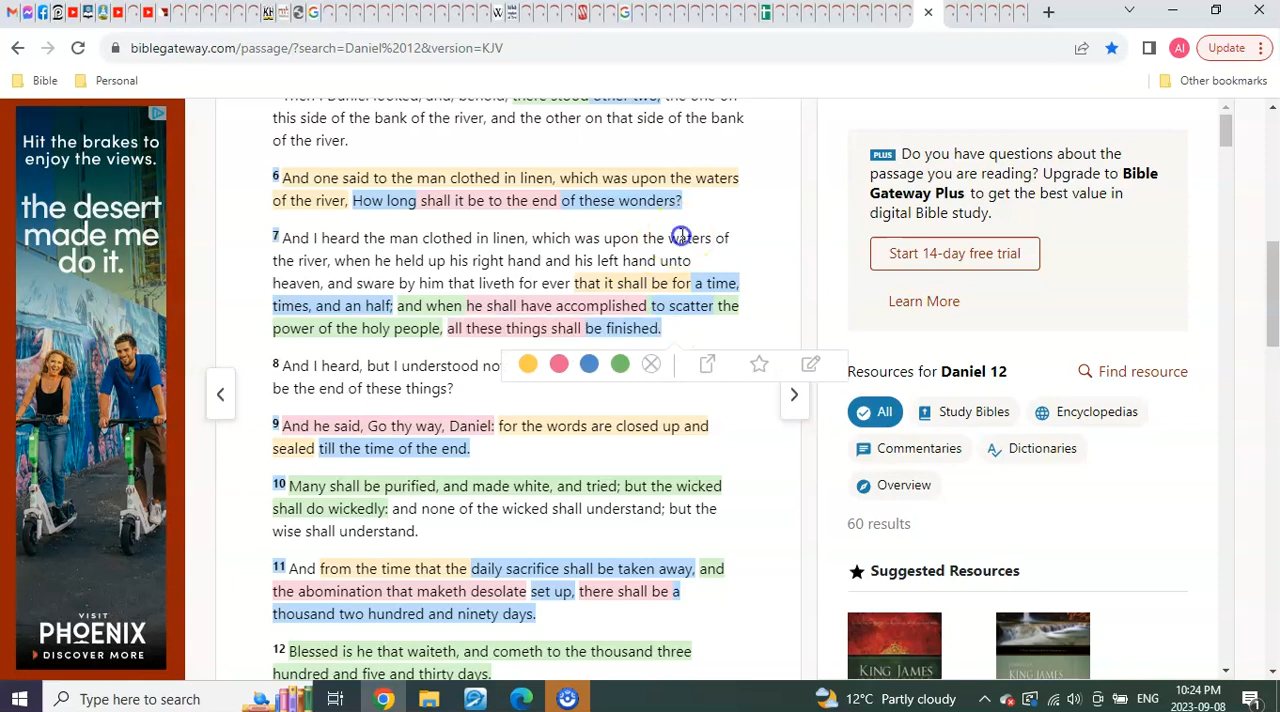 biblegateway.com/passage/?search=Daniel%2012&version=KJV
AI
Update
Bible
Personal
Other bookmarks
Hit the brakes to
enjoy the views.
the desert
made me
do it.
VISIT
PHOENIX
DISCOVER MORE
Then I Daniel looked, and, behold, there stood other two, the one on
this side of the bank of the river, and the other on that side of the bank
of the river.
6 And one said to the man clothed in linen, which was upon the waters
of the river, How long shall it be to the end of these wonders?
7 And I heard the man clothed in linen, which was upon the waters of
the river, when he held up his right hand and his left hand unto
heaven, and sware by him that liveth for ever that it shall be for a time,
times, and an half; and when he shall have accomplished to scatter the
power of the holy people, all these things shall be finished.
8 And I heard, but I understood no
be the end of these things?
9 And he said, Go thy way, Daniel: for the words are closed up and
sealed till the time of the end.
10 Many shall be purified, and made white, and tried; but the wicked
shall do wickedly: and none of the wicked shall understand; but the
wise shall understand.
11 And from the time that the daily sacrifice shall be taken away, and
the abomination that maketh desolate set up, there shall be a
thousand two hundred and ninety days.
12 Blessed is he that waiteth, and cometh to the thousand three
hundred and five and thirty days.
PLUS Do you have questions about the
passage you are reading? Upgrade to Bible
Gateway Plus to get the best value in
digital Bible study.
Start 14-day free trial
Learn More
Resources for Daniel 12
Find resource
All
Study Bibles
Encyclopedias
Commentaries
Dictionaries
Overview
60 results
Suggested Resources
KING JAMES
KING JAMES
Type here to search
12°C Partly cloudy
ENG
10:24 PM
2023-09-08
1